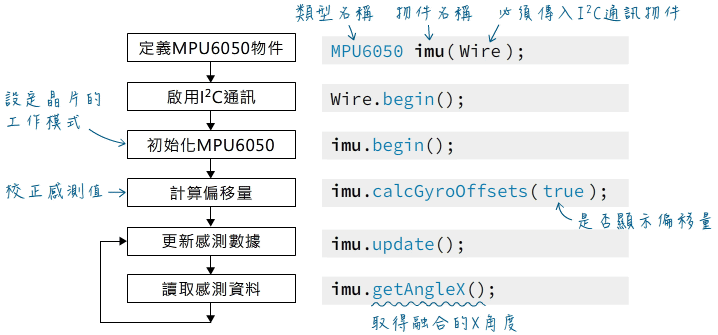 類型名稱 物件名稱 必須傳入I²C通訊物件
定義MPU6050物件 MPU6050 imu(Wire);
設定晶片的
工作模式
啟用I²C通訊 Wire.begin();
初始化MPU6050 imu.begin();
校正感測值 計算偏移量 imu.calcGyroOffsets(true);
是否顯示偏移量
更新感測數據 imu.update();
讀取感測資料 imu.getAngleX();
取得融合的X角度